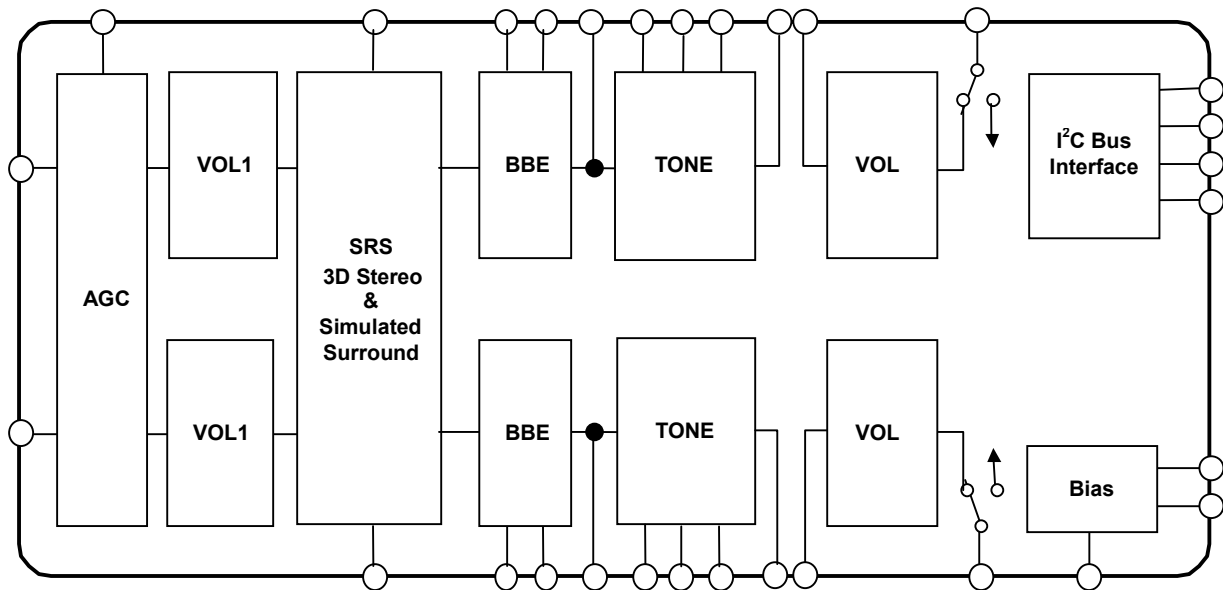 VOL1
BBE
TONE
VOL
I²C Bus
Interface
AGC
SRS
3D Stereo
&
Simulated
Surround
VOL1
BBE
TONE
VOL
Bias